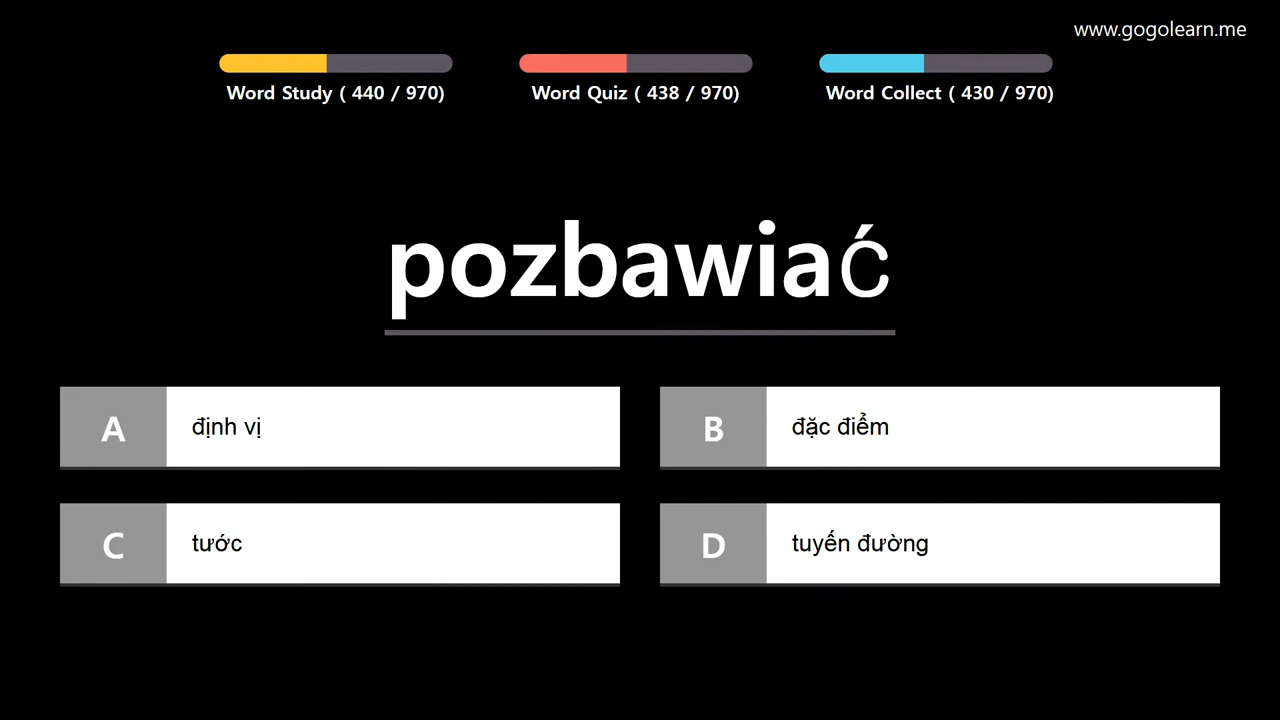 www.gogolearn.me
Word Study ( 440 / 970)
Word Quiz ( 438 / 970)
Word Collect ( 430 / 970)
pozbawiać
A định vị
B đặc điểm
C tước
D tuyến đường